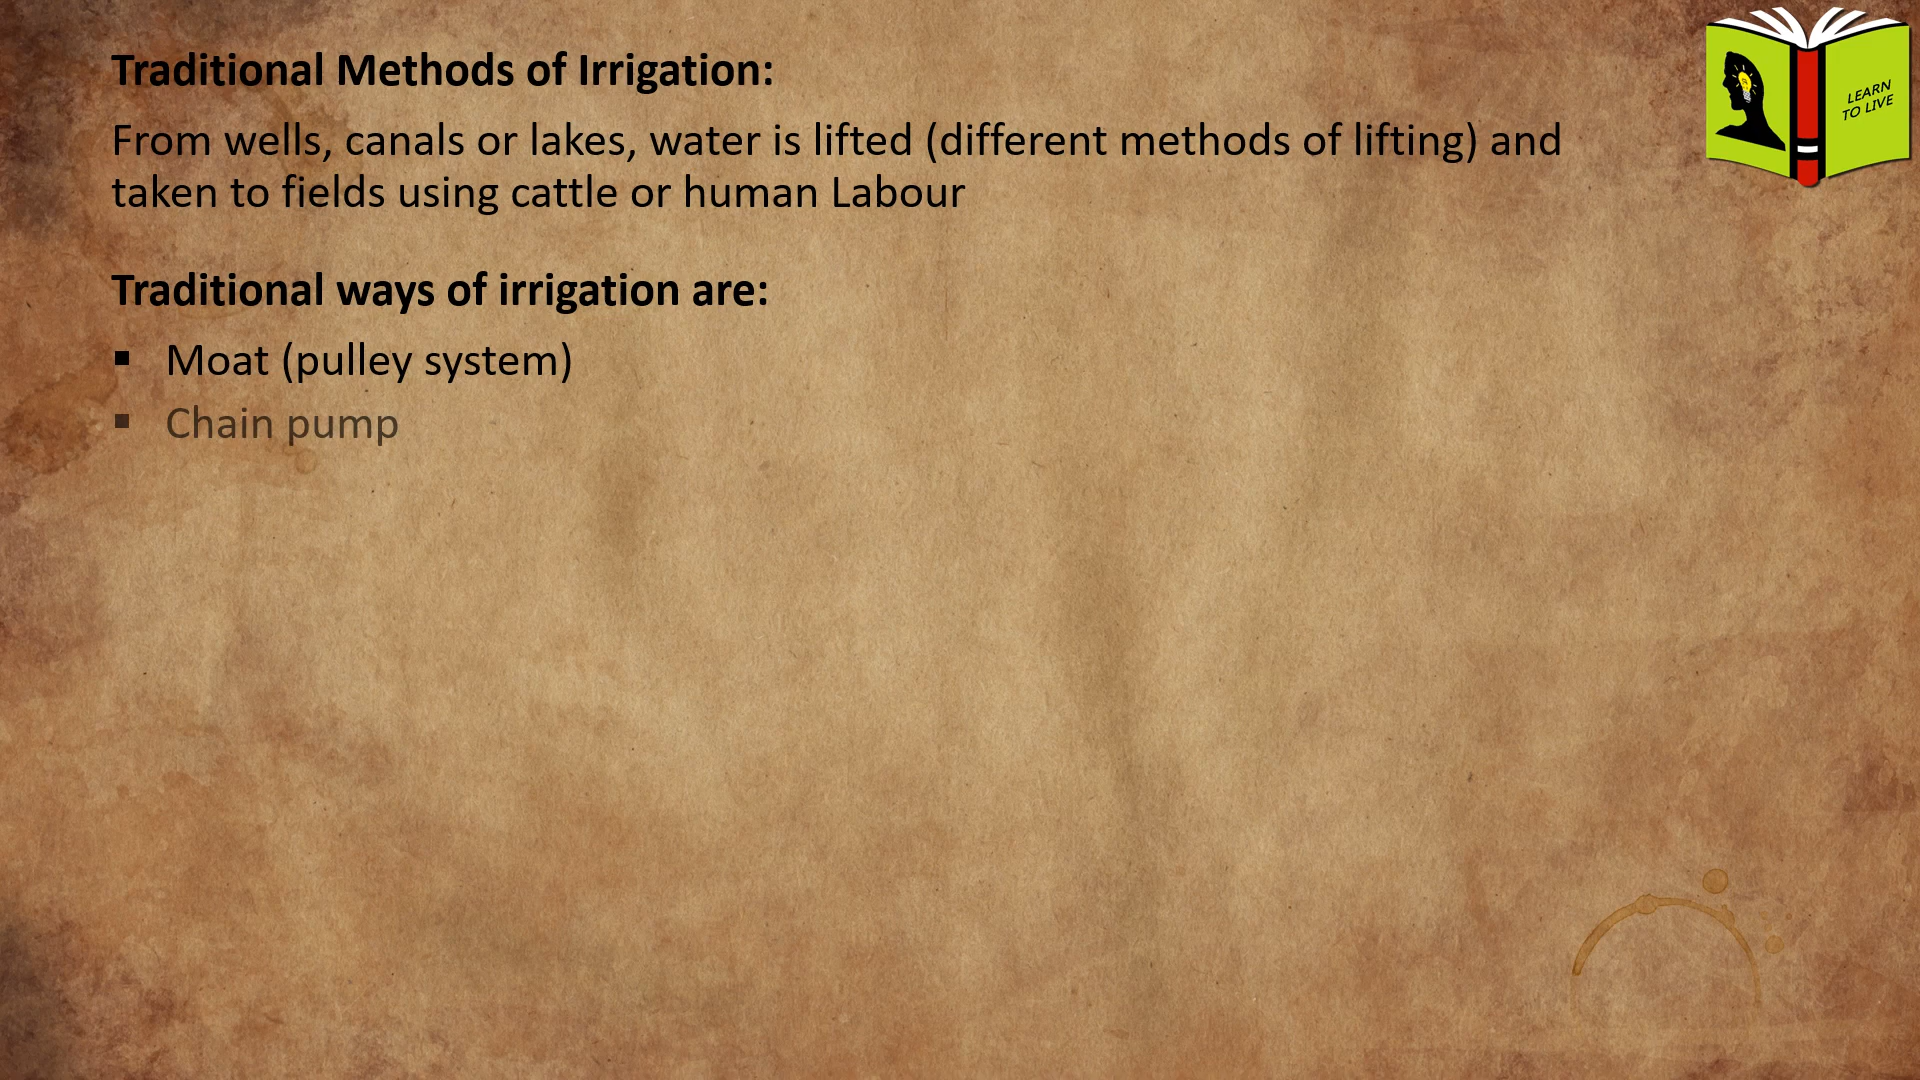 Traditional Methods of Irrigation:
From wells, canals or lakes, water is lifted (different methods of lifting) and
taken to fields using cattle or human Labour
Traditional ways of irrigation are:
▪ Moat (pulley system)
▪ Chain pump
LEARN
TO LIVE